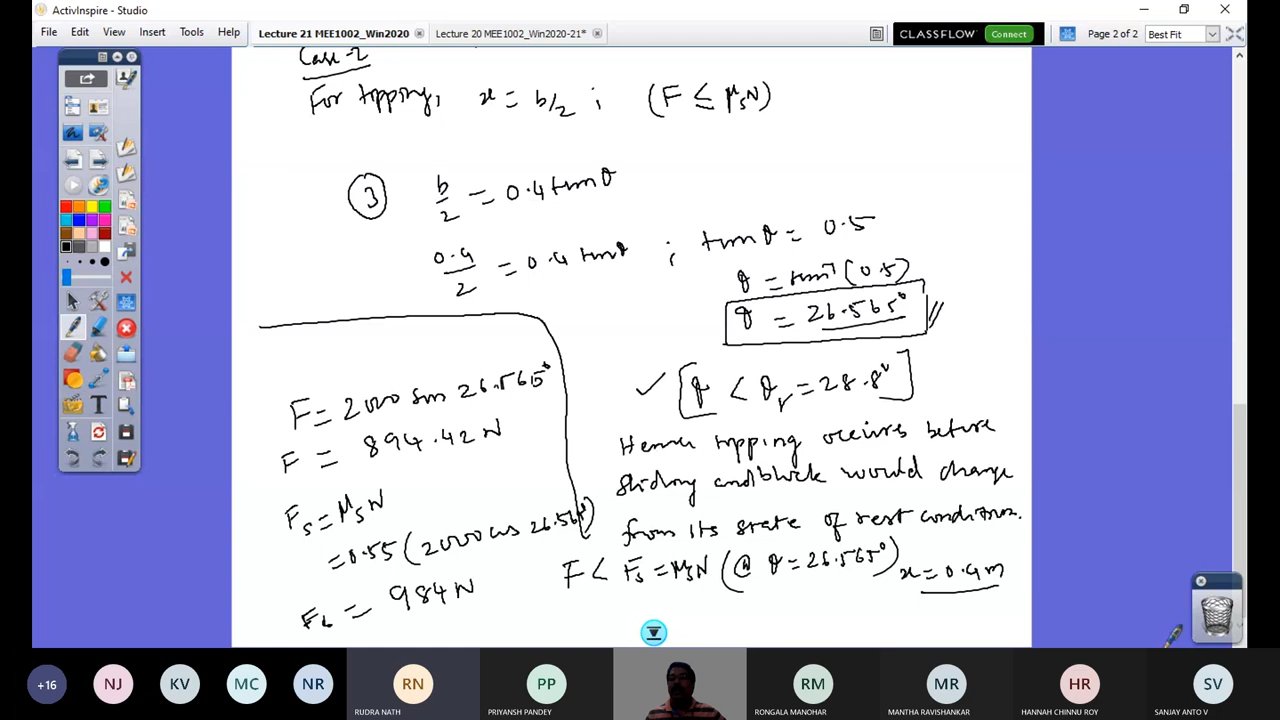 ActivInspire - Studio
File Edit View Insert Tools Help
Lecture 21 MEE1002_Win2020
Lecture 20 MEE1002_Win2020-21*
CLASSFLOW Connect
Page 2 of 2
Best Fit
Case-2
For tipping, x = b/2 ; (F ≤ μsN)
③ b/2 = 0.4 tanθ
0.4/2 = 0.4 tanθ ; tanθ = 0.5
θ = tan⁻¹(0.5)
θ = 26.565°
F = 2000 sin 26.565°
F = 894.42 N
Fs = μsN
= 0.55 (2000 cos 26.565°)
= 984 N
✓ [θ < θr = 28.8°]
Hence tipping occurs before
sliding and block would change
from its state of rest condition.
F < Fs = μsN (@ θ = 26.565°)
x = 0.4 m
+16 NJ KV MC NR RN PP RM MR HR SV
RUDRA NATH PRIYANSH PANDEY RONGALA MANOHAR MANTHA RAVISHANKAR HANNAH CHINNU ROY SANJAY ANTO V